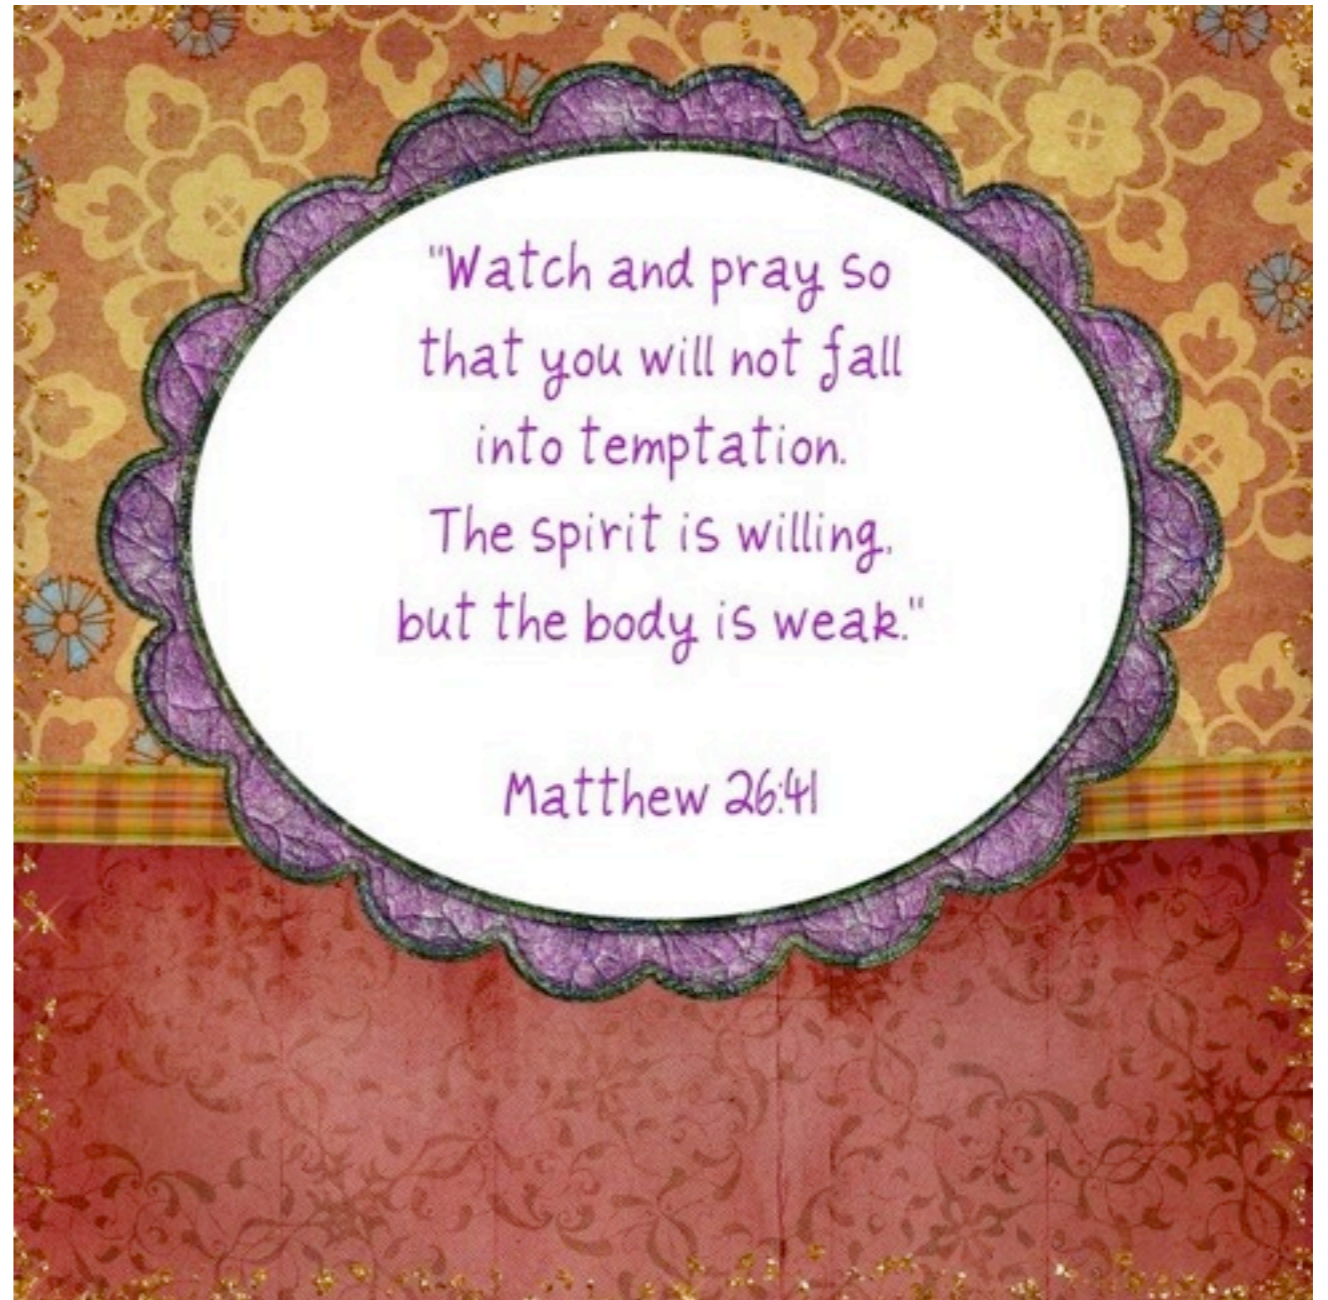 "Watch and pray so
that you will not fall
into temptation.
The spirit is willing,
but the body is weak."
Matthew 26:41